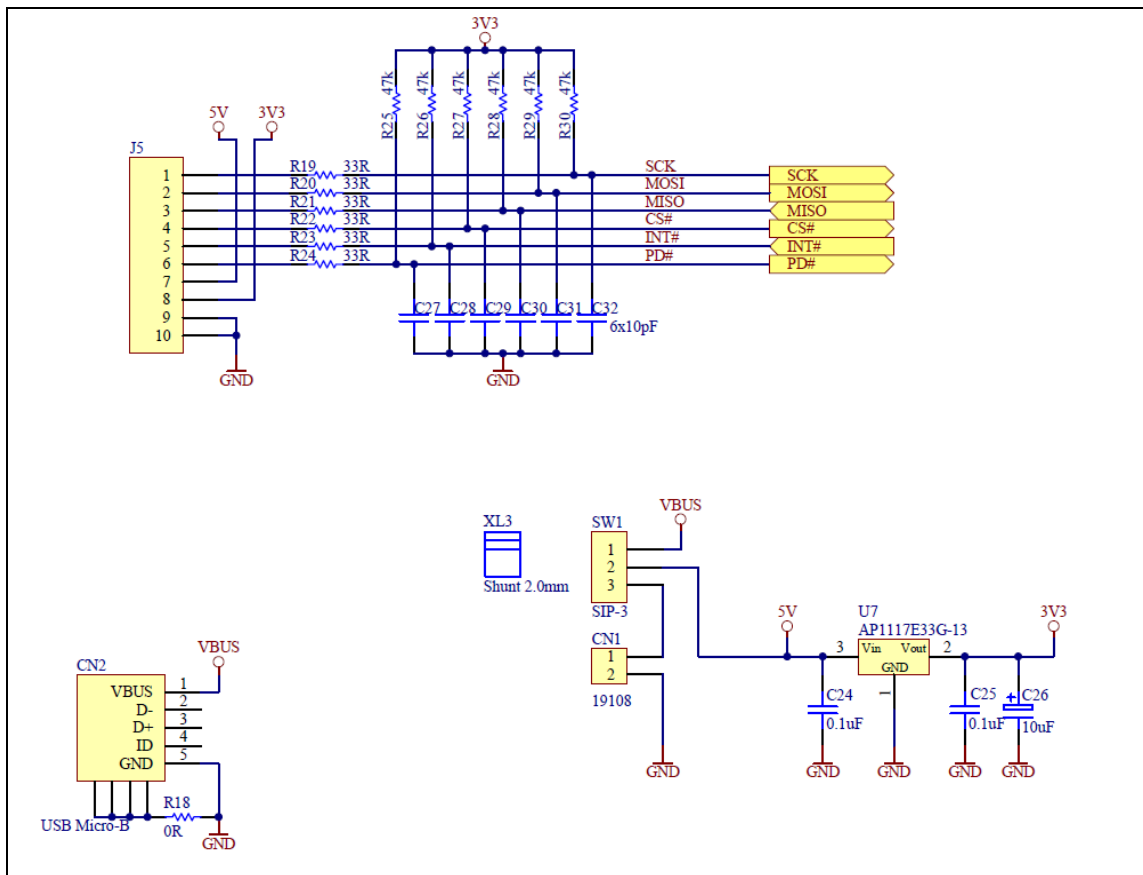 3V3
47k 47k 47k 47k 47k 47k
R25 R26 R27 R28 R29 R30
5V 3V3
J5
1 R19 33R SCK SCK
2 R20 33R MOSI MOSI
3 R21 33R MISO MISO
4 R22 33R CS# CS#
5 R23 33R INT# INT#
6 R24 33R PD# PD#
7
8
9
10
C27 C28 C29 C30 C31 C32
6x10pF
GND GND
VBUS
XL3 SW1
1
2
3
Shunt 2.0mm
SIP-3
CN1
1
2
19108
GND
5V U7 3V3
AP1117E33G-13
3 Vin Vout 2
GND
1
C24 C25 C26
0.1uF 0.1uF + 10uF
GND GND GND GND
VBUS
CN2
VBUS 1
D- 2
D+ 3
ID 4
GND 5
R18
USB Micro-B 0R
GND